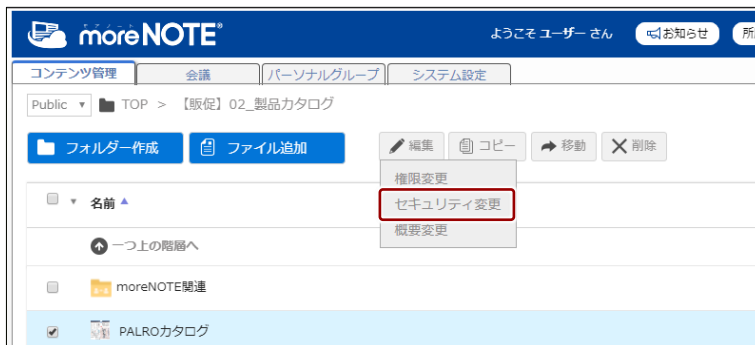 モアノート
moreNOTE®
ようこそ ユーザー さん
お知らせ
所
コンテンツ管理
会議
パーソナルグループ
システム設定
Public ▼ TOP > 【販促】02_製品カタログ
フォルダー作成
ファイル追加
編集
コピー
移動
削除
権限変更
セキュリティ変更
概要変更
▼ 名前 ▲
一つ上の階層へ
moreNOTE関連
PALROカタログ